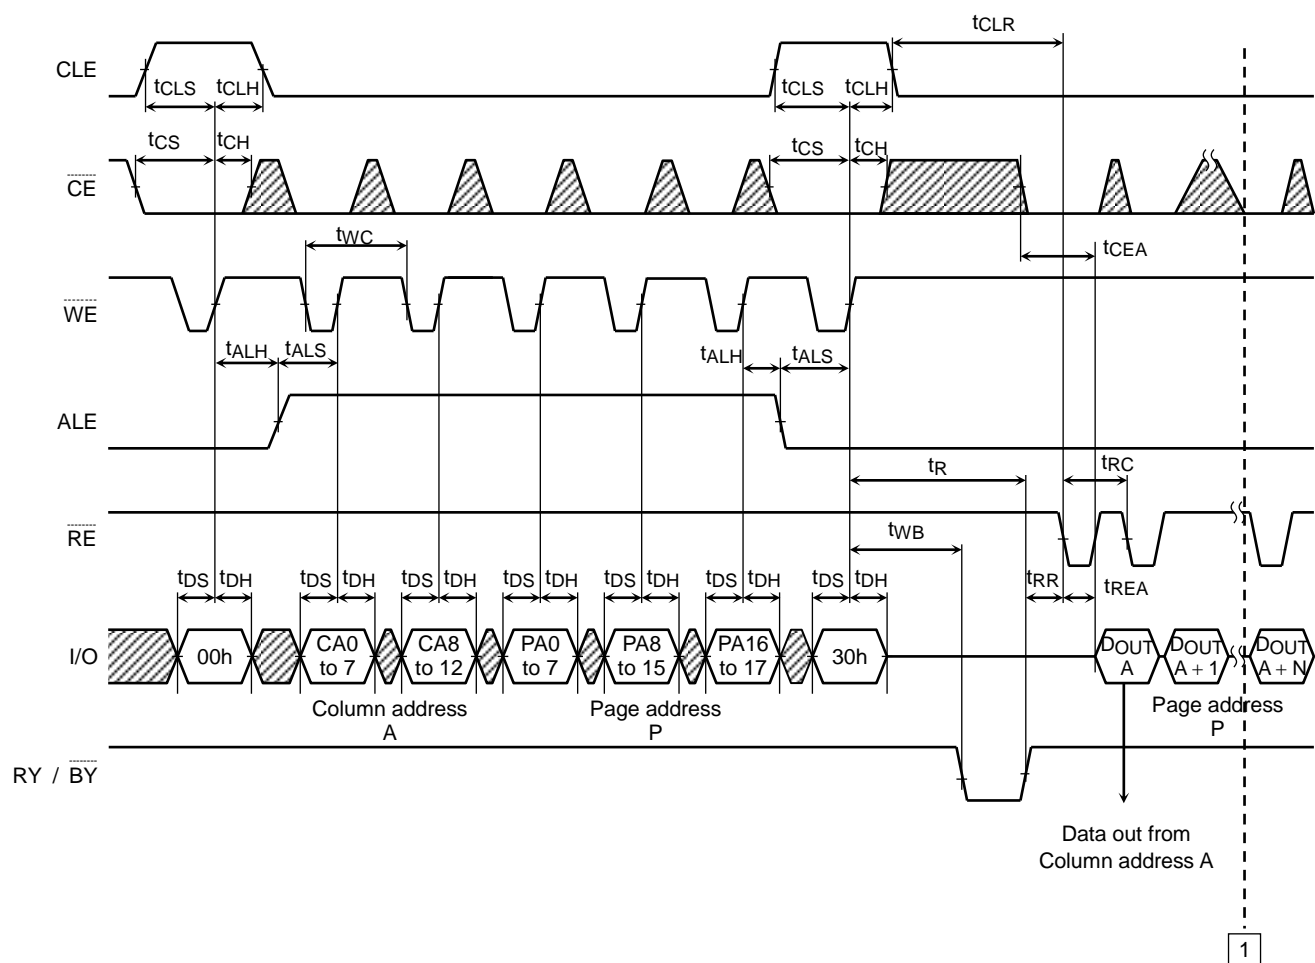 tCLR
CLE
tCLS tCLH tCLS tCLH
tCS tCH tCS tCH
CE
tWC tCEA
WE
tALH tALS tALH tALS
ALE
tR tRC
RE
tWB
tDS tDH tDS tDH tDS tDH tDS tDH tDS tDH tDS tDH tDS tDH tRR tREA
I/O
00h
CA0
to 7
CA8
to 12
PA0
to 7
PA8
to 15
PA16
to 17
30h
DOUT
A
DOUT
A + 1
DOUT
A + N
Column address
A
Page address
P
Page address
P
RY / BY
Data out from
Column address A
1